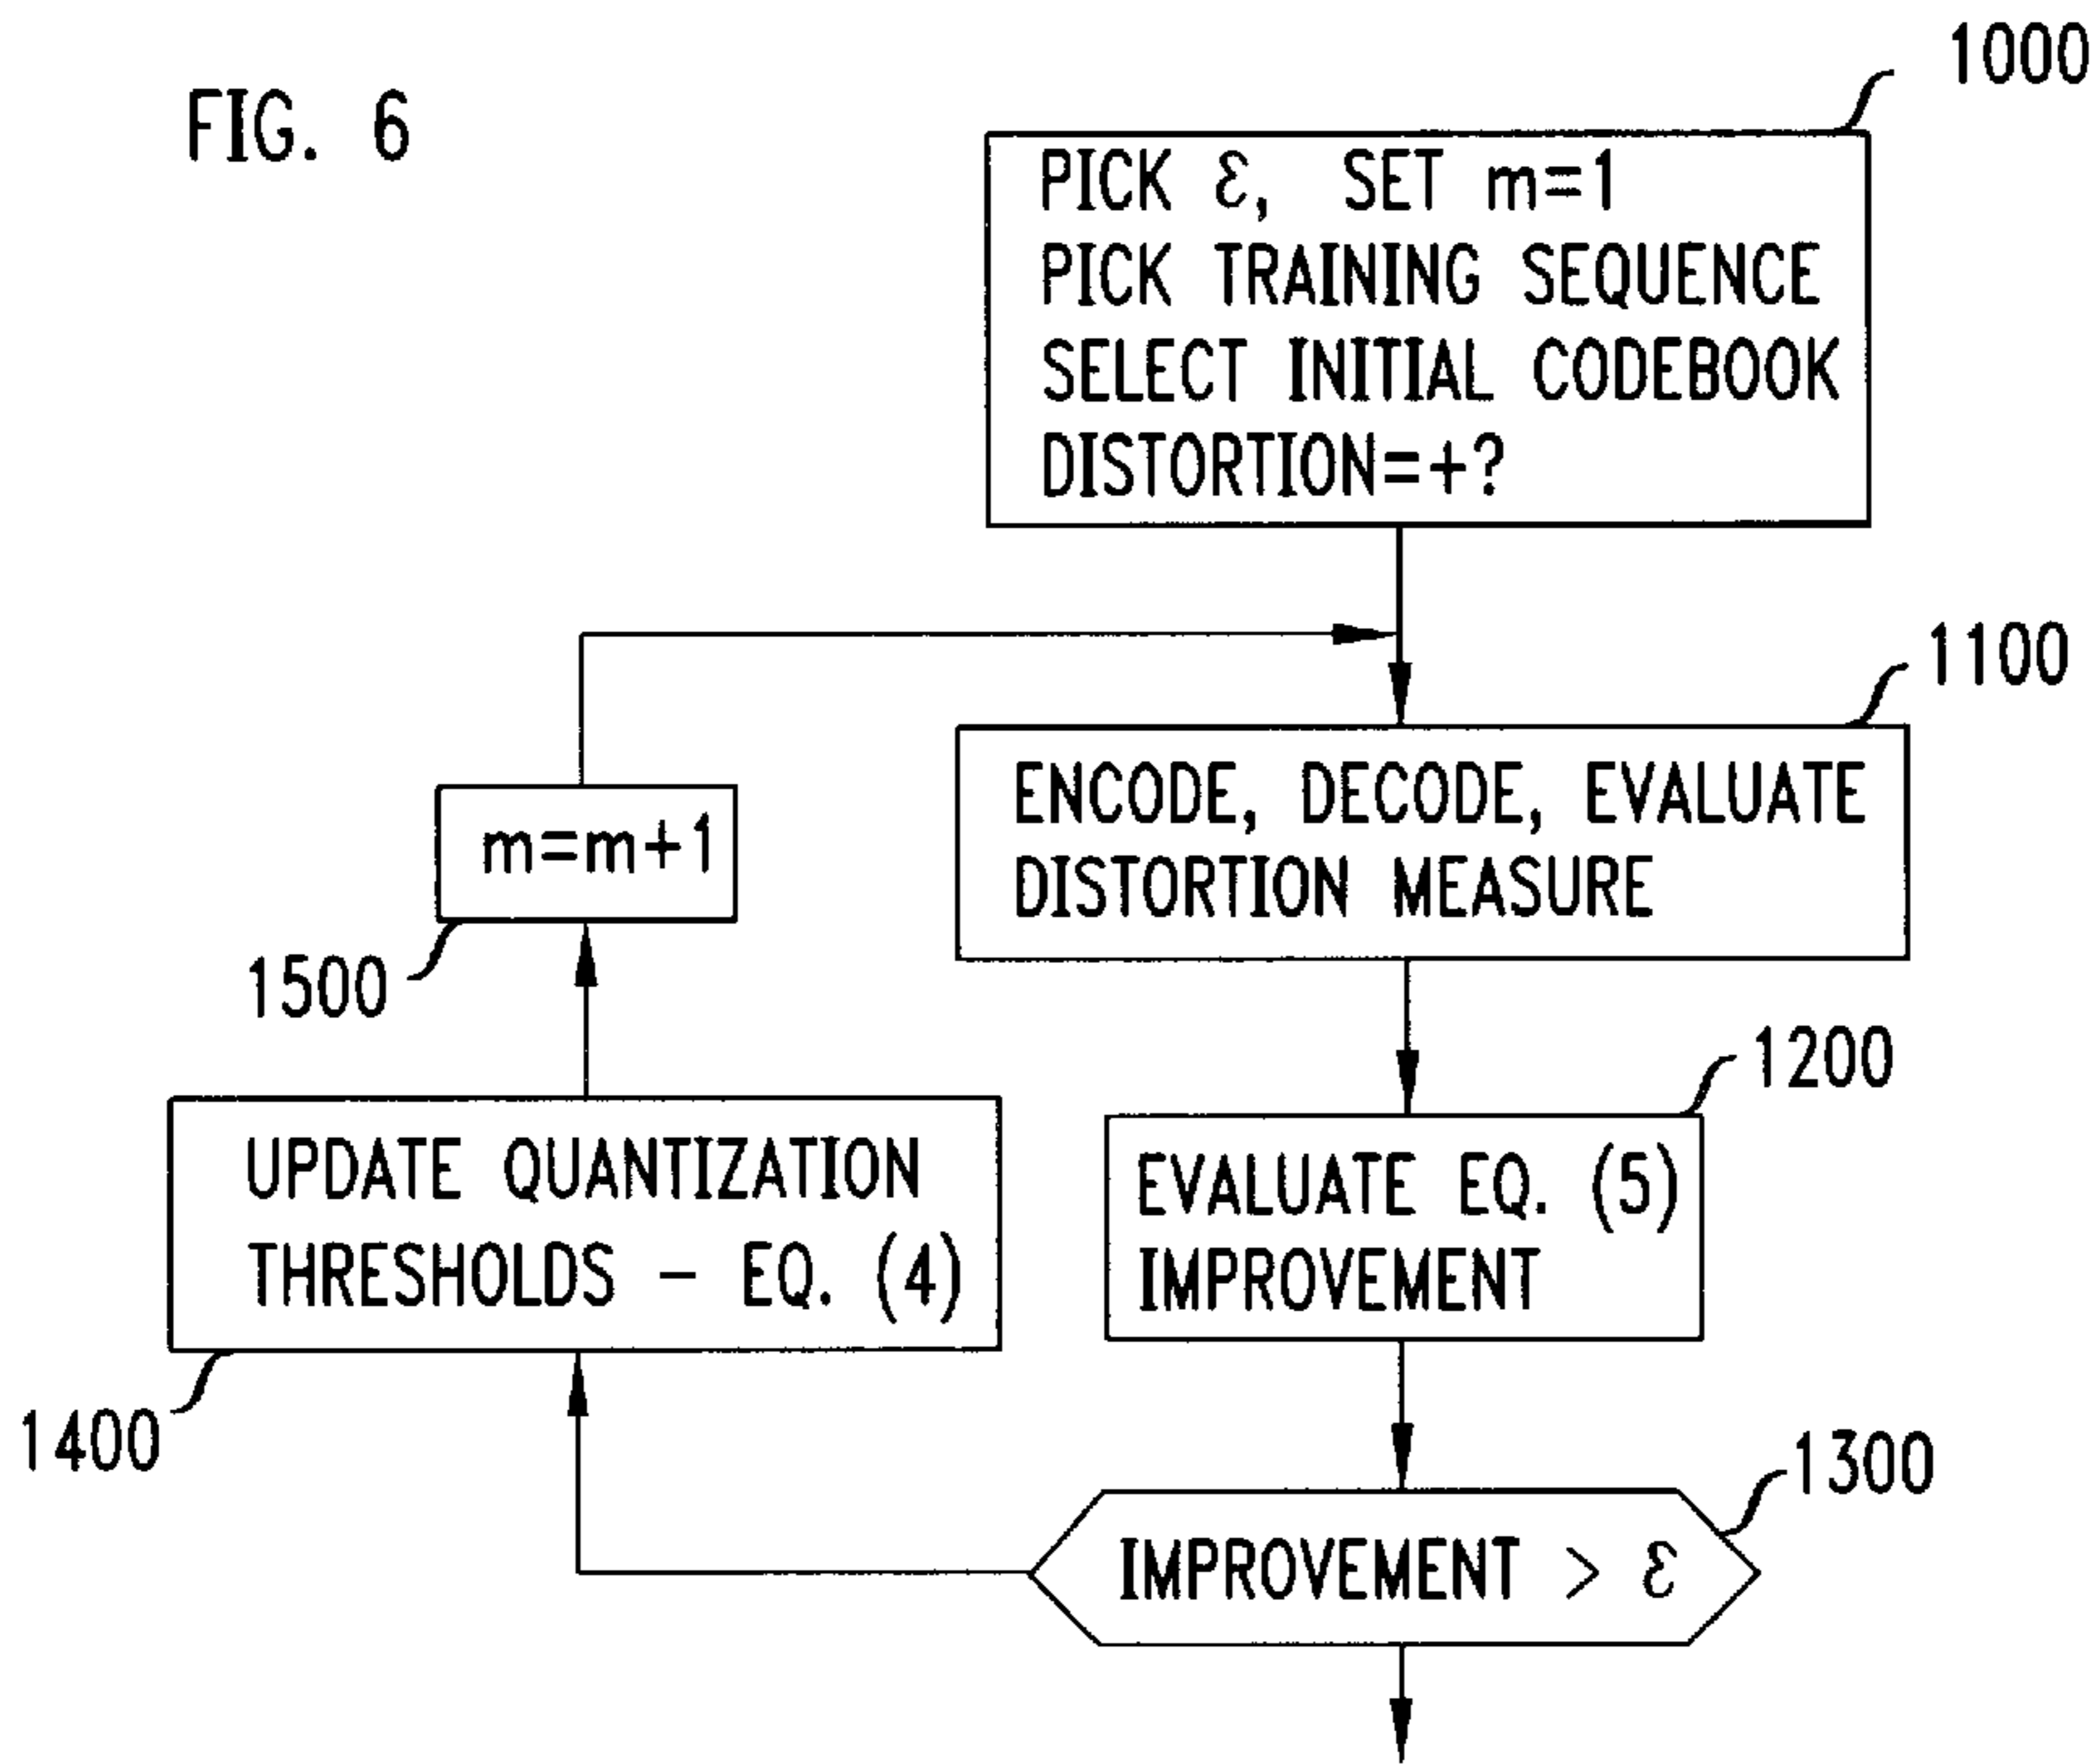 FIG. 6
1000
PICK ε, SET m=1
PICK TRAINING SEQUENCE
SELECT INITIAL CODEBOOK
DISTORTION=+?
1100
ENCODE, DECODE, EVALUATE
DISTORTION MEASURE
m=m+1
1500
1200
EVALUATE EQ. (5)
IMPROVEMENT
UPDATE QUANTIZATION
THRESHOLDS – EQ. (4)
1400
1300
IMPROVEMENT > ε